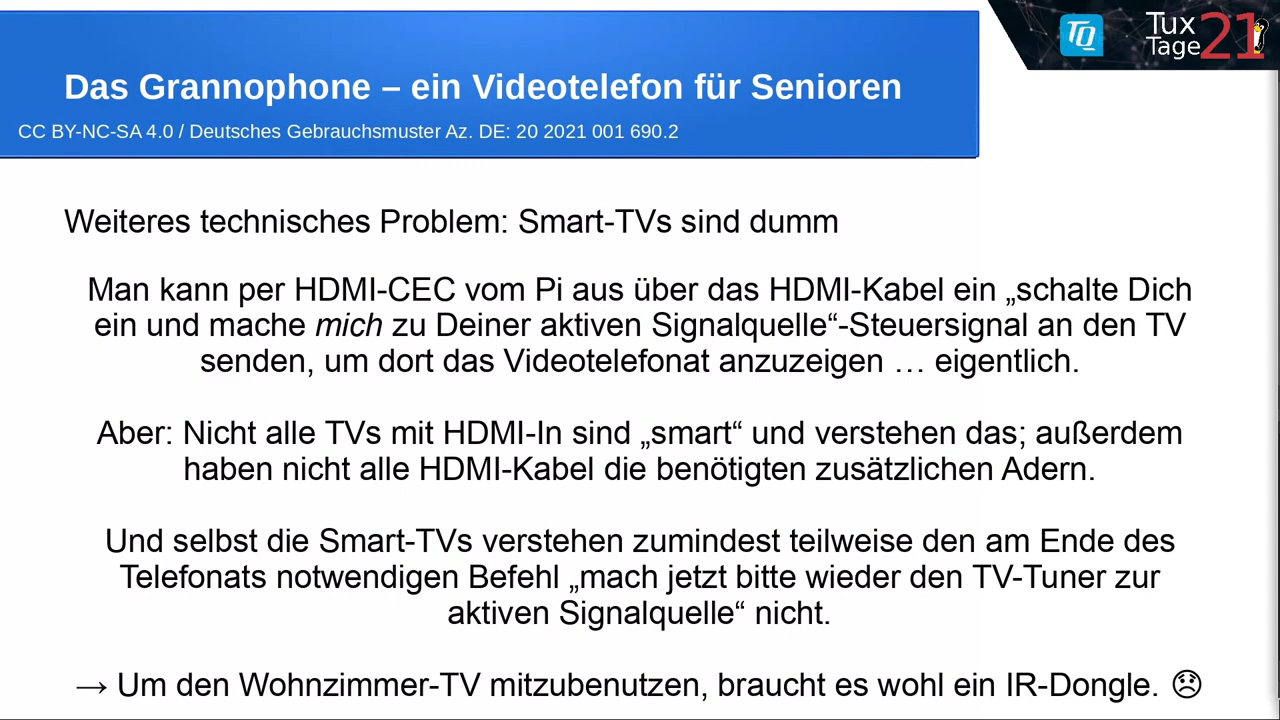 Das Grannophone – ein Videotelefon für Senioren
CC BY-NC-SA 4.0 / Deutsches Gebrauchsmuster Az. DE: 20 2021 001 690.2
TQ
Tux
Tage
21
Weiteres technisches Problem: Smart-TVs sind dumm
Man kann per HDMI-CEC vom Pi aus über das HDMI-Kabel ein „schalte Dich
ein und mache mich zu Deiner aktiven Signalquelle“-Steuersignal an den TV
senden, um dort das Videotelefonat anzuzeigen … eigentlich.
Aber: Nicht alle TVs mit HDMI-In sind „smart“ und verstehen das; außerdem
haben nicht alle HDMI-Kabel die benötigten zusätzlichen Adern.
Und selbst die Smart-TVs verstehen zumindest teilweise den am Ende des
Telefonats notwendigen Befehl „mach jetzt bitte wieder den TV-Tuner zur
aktiven Signalquelle“ nicht.
→ Um den Wohnzimmer-TV mitzubenutzen, braucht es wohl ein IR-Dongle. 😞